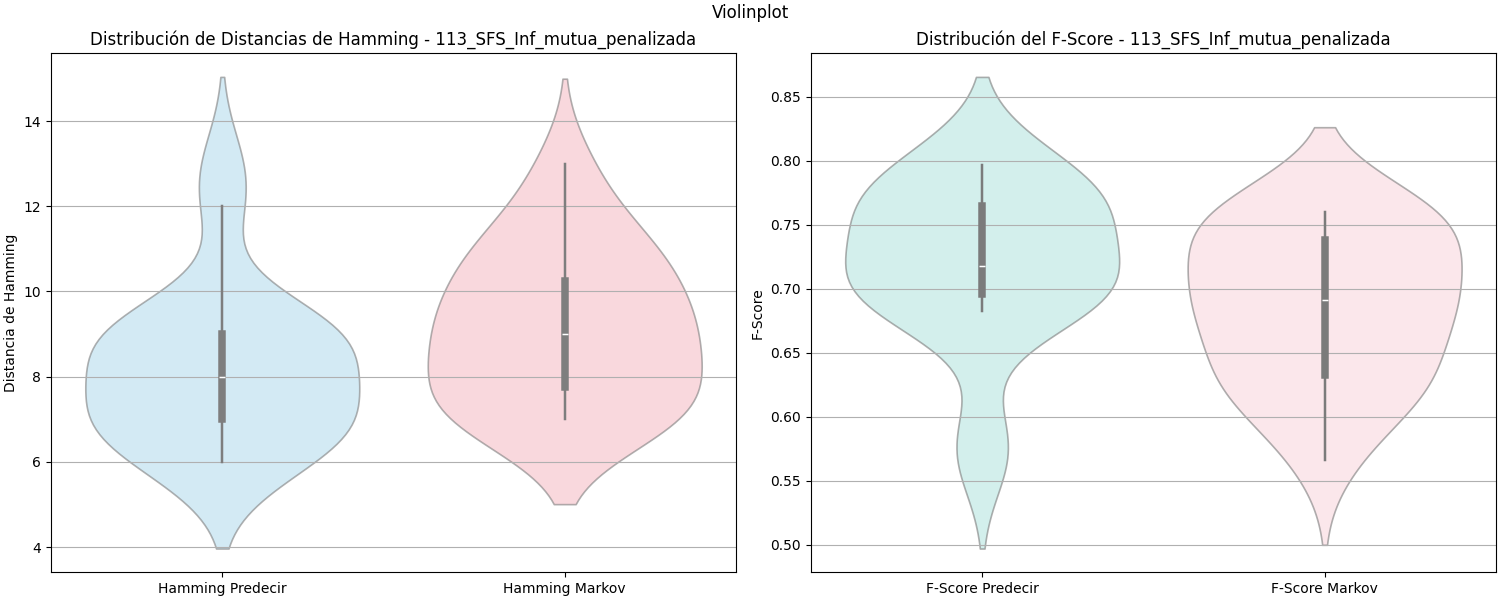 Violinplot
Distribución de Distancias de Hamming - 113_SFS_Inf_mutua_penalizada
Distancia de Hamming
14
12
10
8
6
4
Hamming Predecir
Hamming Markov
Distribución del F-Score - 113_SFS_Inf_mutua_penalizada
F-Score
0.85
0.80
0.75
0.70
0.65
0.60
0.55
0.50
F-Score Predecir
F-Score Markov